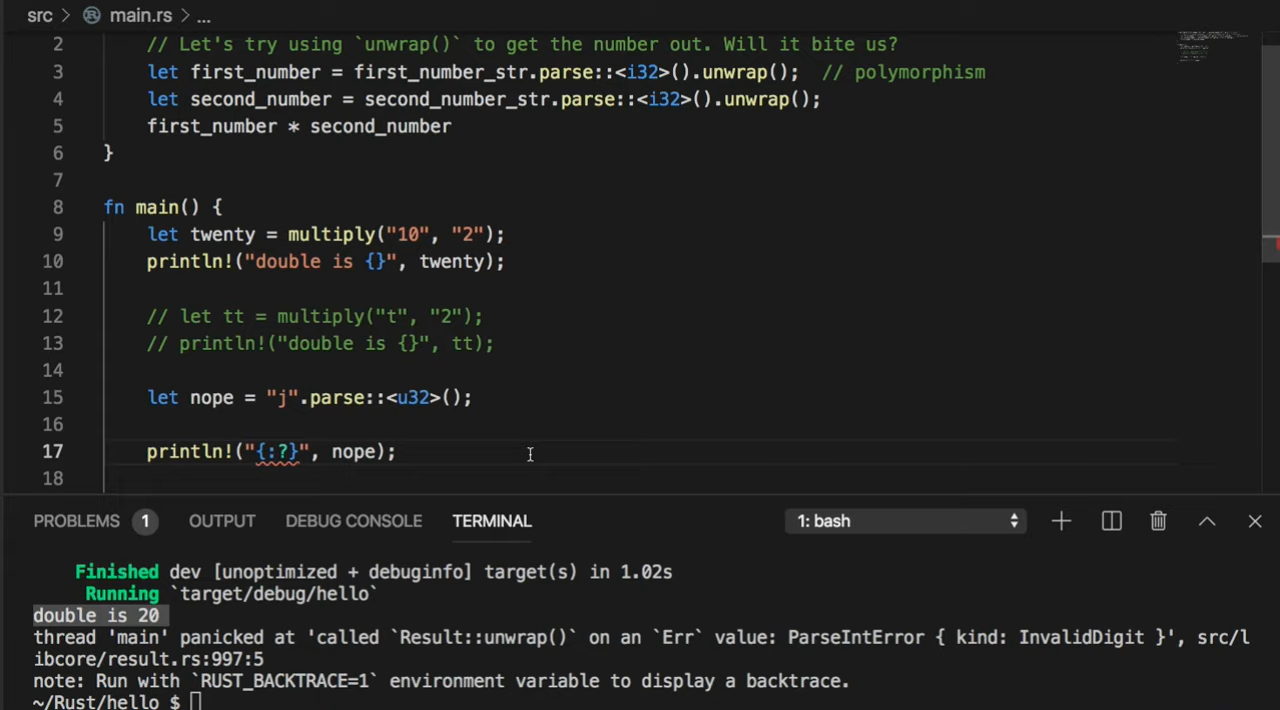 src > main.rs > ...
2 // Let's try using `unwrap()` to get the number out. Will it bite us?
3 let first_number = first_number_str.parse::<i32>().unwrap(); // polymorphism
4 let second_number = second_number_str.parse::<i32>().unwrap();
5 first_number * second_number
6 }
7
8 fn main() {
9 let twenty = multiply("10", "2");
10 println!("double is {}", twenty);
11
12 // let tt = multiply("t", "2");
13 // println!("double is {}", tt);
14
15 let nope = "j".parse::<u32>();
16
17 println!("{:?}", nope);
18
PROBLEMS 1 OUTPUT DEBUG CONSOLE TERMINAL 1: bash
Finished dev [unoptimized + debuginfo] target(s) in 1.02s
Running `target/debug/hello`
double is 20
thread 'main' panicked at 'called `Result::unwrap()` on an `Err` value: ParseIntError { kind: InvalidDigit }', src/l
ibcore/result.rs:997:5
note: Run with `RUST_BACKTRACE=1` environment variable to display a backtrace.
~/Rust/hello $